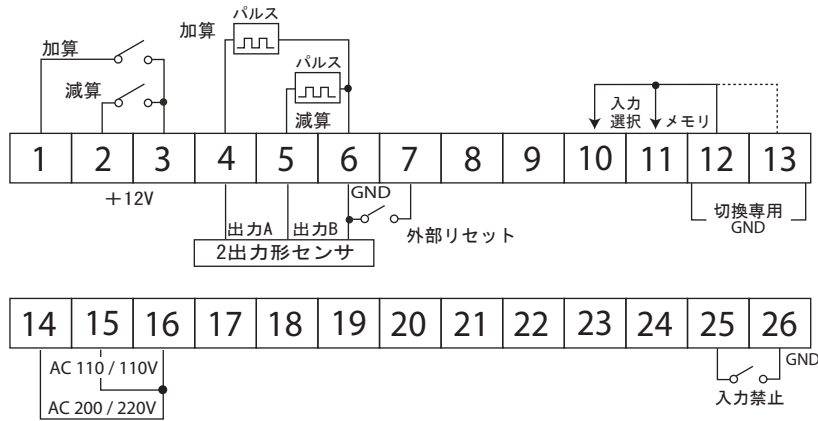 パルス
加算
加算
パルス
減算
減算
入力
選択
メモリ
1 2 3 4 5 6 7 8 9 10 11 12 13
+12V
GND
出力A 出力B
外部リセット
2出力形センサ
切換専用
GND
14 15 16 17 18 19 20 21 22 23 24 25 26
AC 110 / 110V
GND
AC 200 / 220V
入力禁止